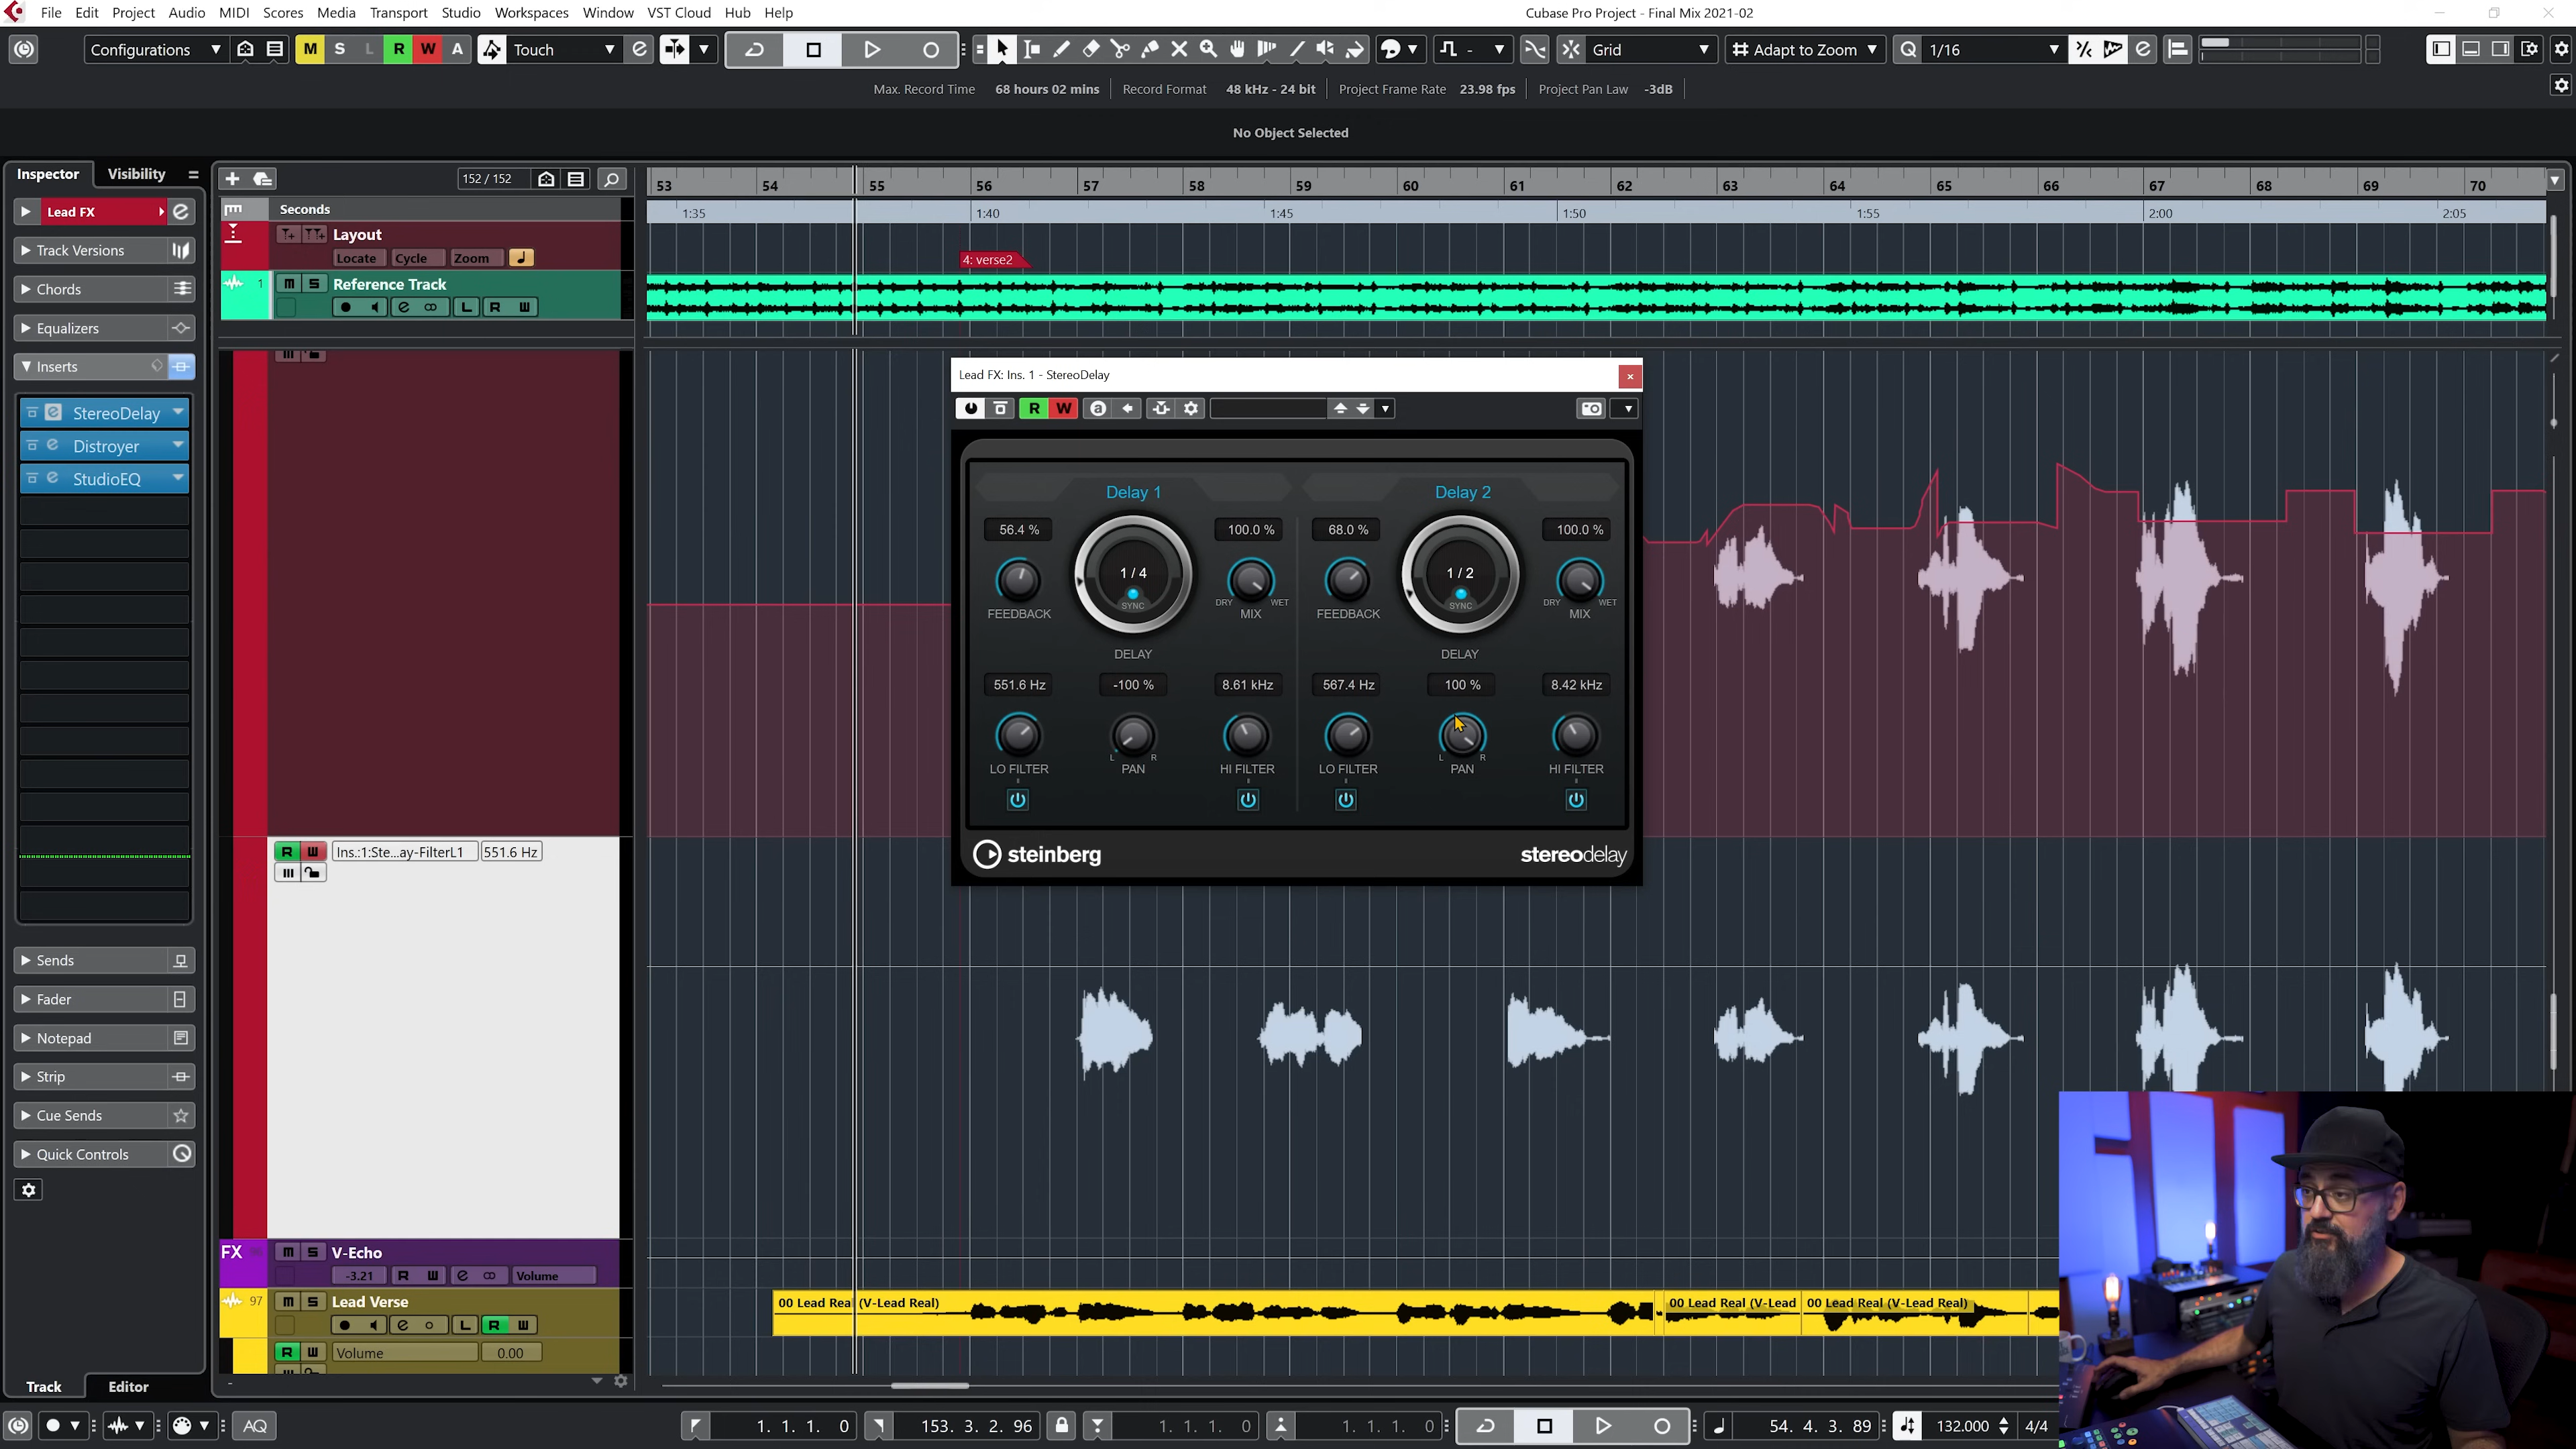 File Edit Project Audio MIDI Scores Media Transport Studio Workspaces Window VST Cloud Hub Help
Cubase Pro Project - Final Mix 2021-02
Configurations M S L R W A Touch - Grid Adapt to Zoom Q 1/16
Max. Record Time 68 hours 02 mins Record Format 48 kHz - 24 bit Project Frame Rate 23.98 fps Project Pan Law -3dB
No Object Selected
Inspector Visibility
152 / 152
53 54 55 56 57 58 59 60 61 62 63 64 65 66 67 68 69 70
Seconds
1:35 1:40 1:45 1:50 1:55 2:00 2:05
Lead FX
Layout
Locate Cycle Zoom
4: verse2
Track Versions
1 m S Reference Track
L R W
Chords
Equalizers
Inserts
StereoDelay
Distroyer
StudioEQ
Lead FX: Ins. 1 - StereoDelay
R W a
Delay 1 Delay 2
56.4 % 100.0 % 68.0 % 100.0 %
1 / 4 1 / 2
SYNC SYNC
DRY WET DRY WET
FEEDBACK MIX FEEDBACK MIX
DELAY DELAY
551.6 Hz -100 % 8.61 kHz 567.4 Hz 100 % 8.42 kHz
L R L R
LO FILTER PAN HI FILTER LO FILTER PAN HI FILTER
steinberg stereodelay
R W Ins.:1:Ste...ay-FilterL1 551.6 Hz
Sends
Fader
Notepad
Strip
Cue Sends
Quick Controls
FX m S V-Echo
-3.21 R W Volume
97 m S Lead Verse
L R W
00 Lead Real (V-Lead Real) 00 Lead Real (V-Lead 00 Lead Real (V-Lead Real)
R W Volume 0.00
Track Editor
AQ
1. 1. 1. 0 153. 3. 2. 96 1. 1. 1. 0 1. 1. 1. 0 54. 4. 3. 89 132.000 4/4